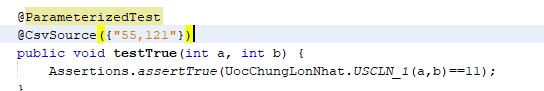 @ParameterizedTest
@CsvSource({"55,121"})
public void testTrue(int a, int b) {
Assertions.assertTrue(UocChungLonNhat.USCLN_1(a,b)==11);
}